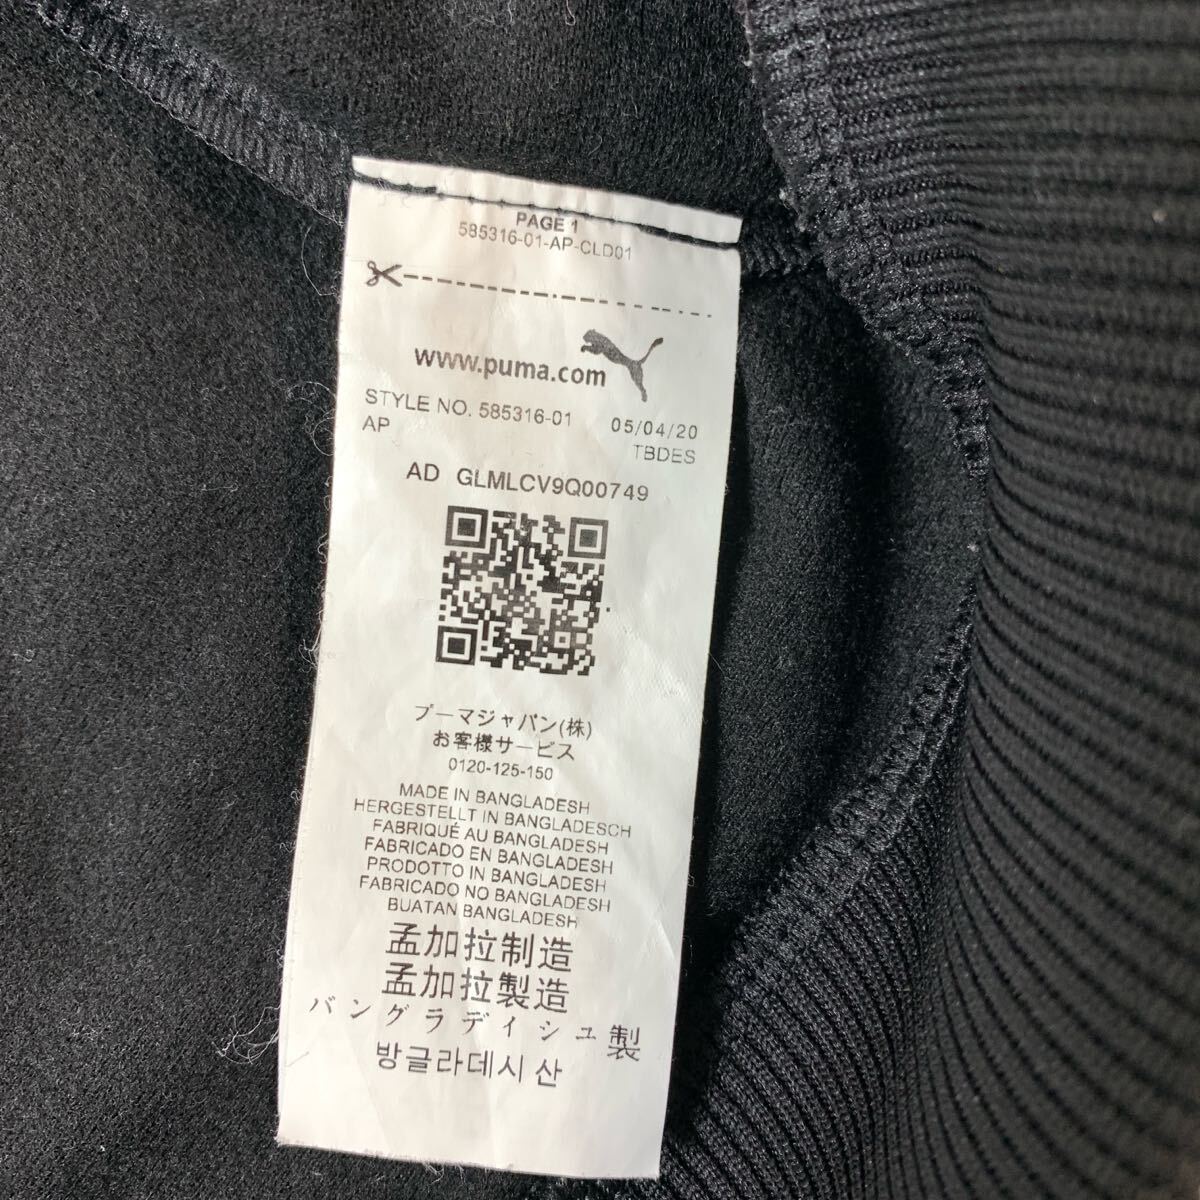 PAGE 1
585316-01-AP-CLD01
www.puma.com
STYLE NO. 585316-01 05/04/20
AP TBDES
AD GLMLCV9Q00749
プーマジャパン(株)
お客様サービス
0120-125-150
MADE IN BANGLADESH
HERGESTELLT IN BANGLADESCH
FABRIQUÉ AU BANGLADESH
FABRICADO EN BANGLADESH
PRODOTTO IN BANGLADESH
FABRICADO NO BANGLADESH
BUATAN BANGLADESH
孟加拉制造
孟加拉製造
バングラディシュ製
방글라데시 산